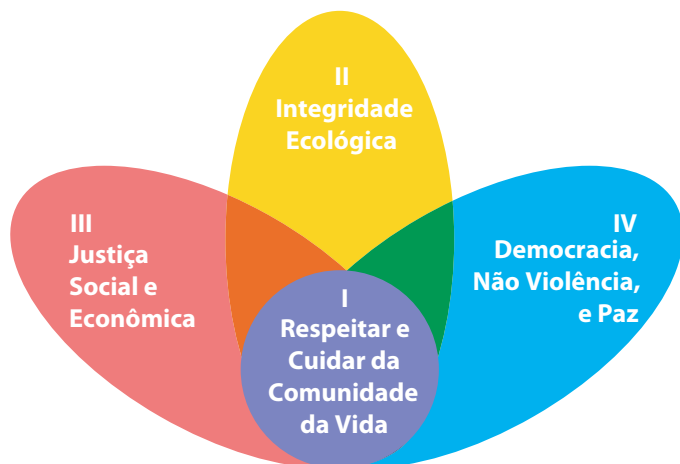 II
Integridade
Ecológica
III
Justiça
Social e
Econômica
IV
Democracia,
Não Violência,
e Paz
I
Respeitar e
Cuidar da
Comunidade
da Vida